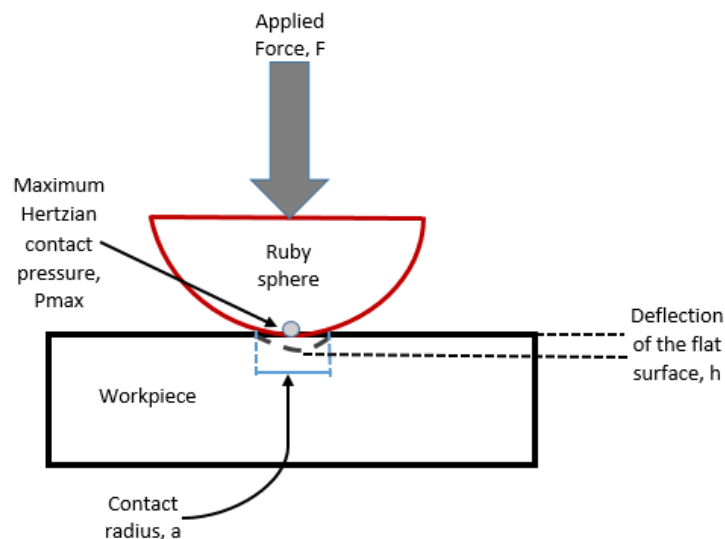 Applied
Force, F
Maximum
Hertzian
contact
pressure,
Pmax
Ruby
sphere
Deflection
of the flat
surface, h
Workpiece
Contact
radius, a